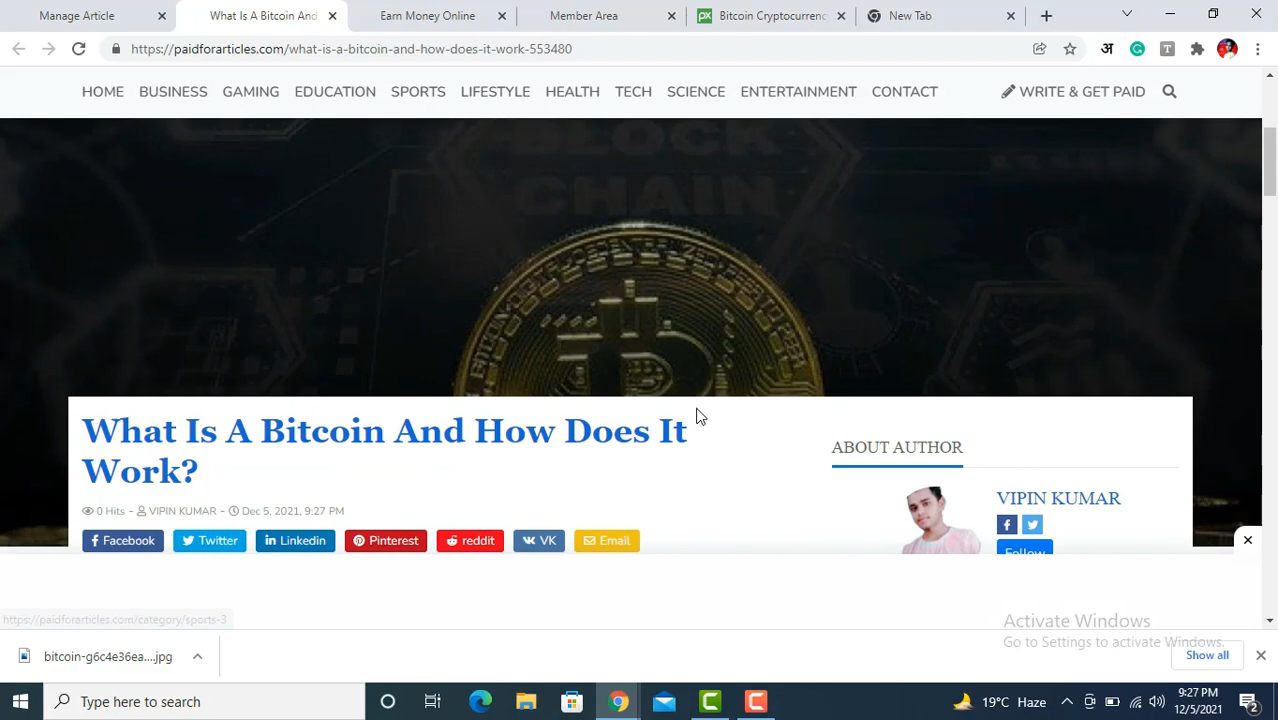 Manage Article
What Is A Bitcoin And
Earn Money Online
Member Area
Bitcoin Cryptocurrenc
New Tab
https://paidforarticles.com/what-is-a-bitcoin-and-how-does-it-work-553480
अ
HOME BUSINESS GAMING EDUCATION SPORTS LIFESTYLE HEALTH TECH SCIENCE ENTERTAINMENT CONTACT WRITE & GET PAID
BLOCK
CHAIN
What Is A Bitcoin And How Does It
Work?
ABOUT AUTHOR
0 Hits - VIPIN KUMAR - Dec 5, 2021, 9:27 PM
VIPIN KUMAR
Facebook Twitter Linkedin Pinterest reddit VK Email
Follow
https://paidforarticles.com/category/sports-3
Activate Windows
Go to Settings to activate Windows.
bitcoin-g6c4e36ea....jpg
Show all
Type here to search
19°C Haze
9:27 PM
12/5/2021
2